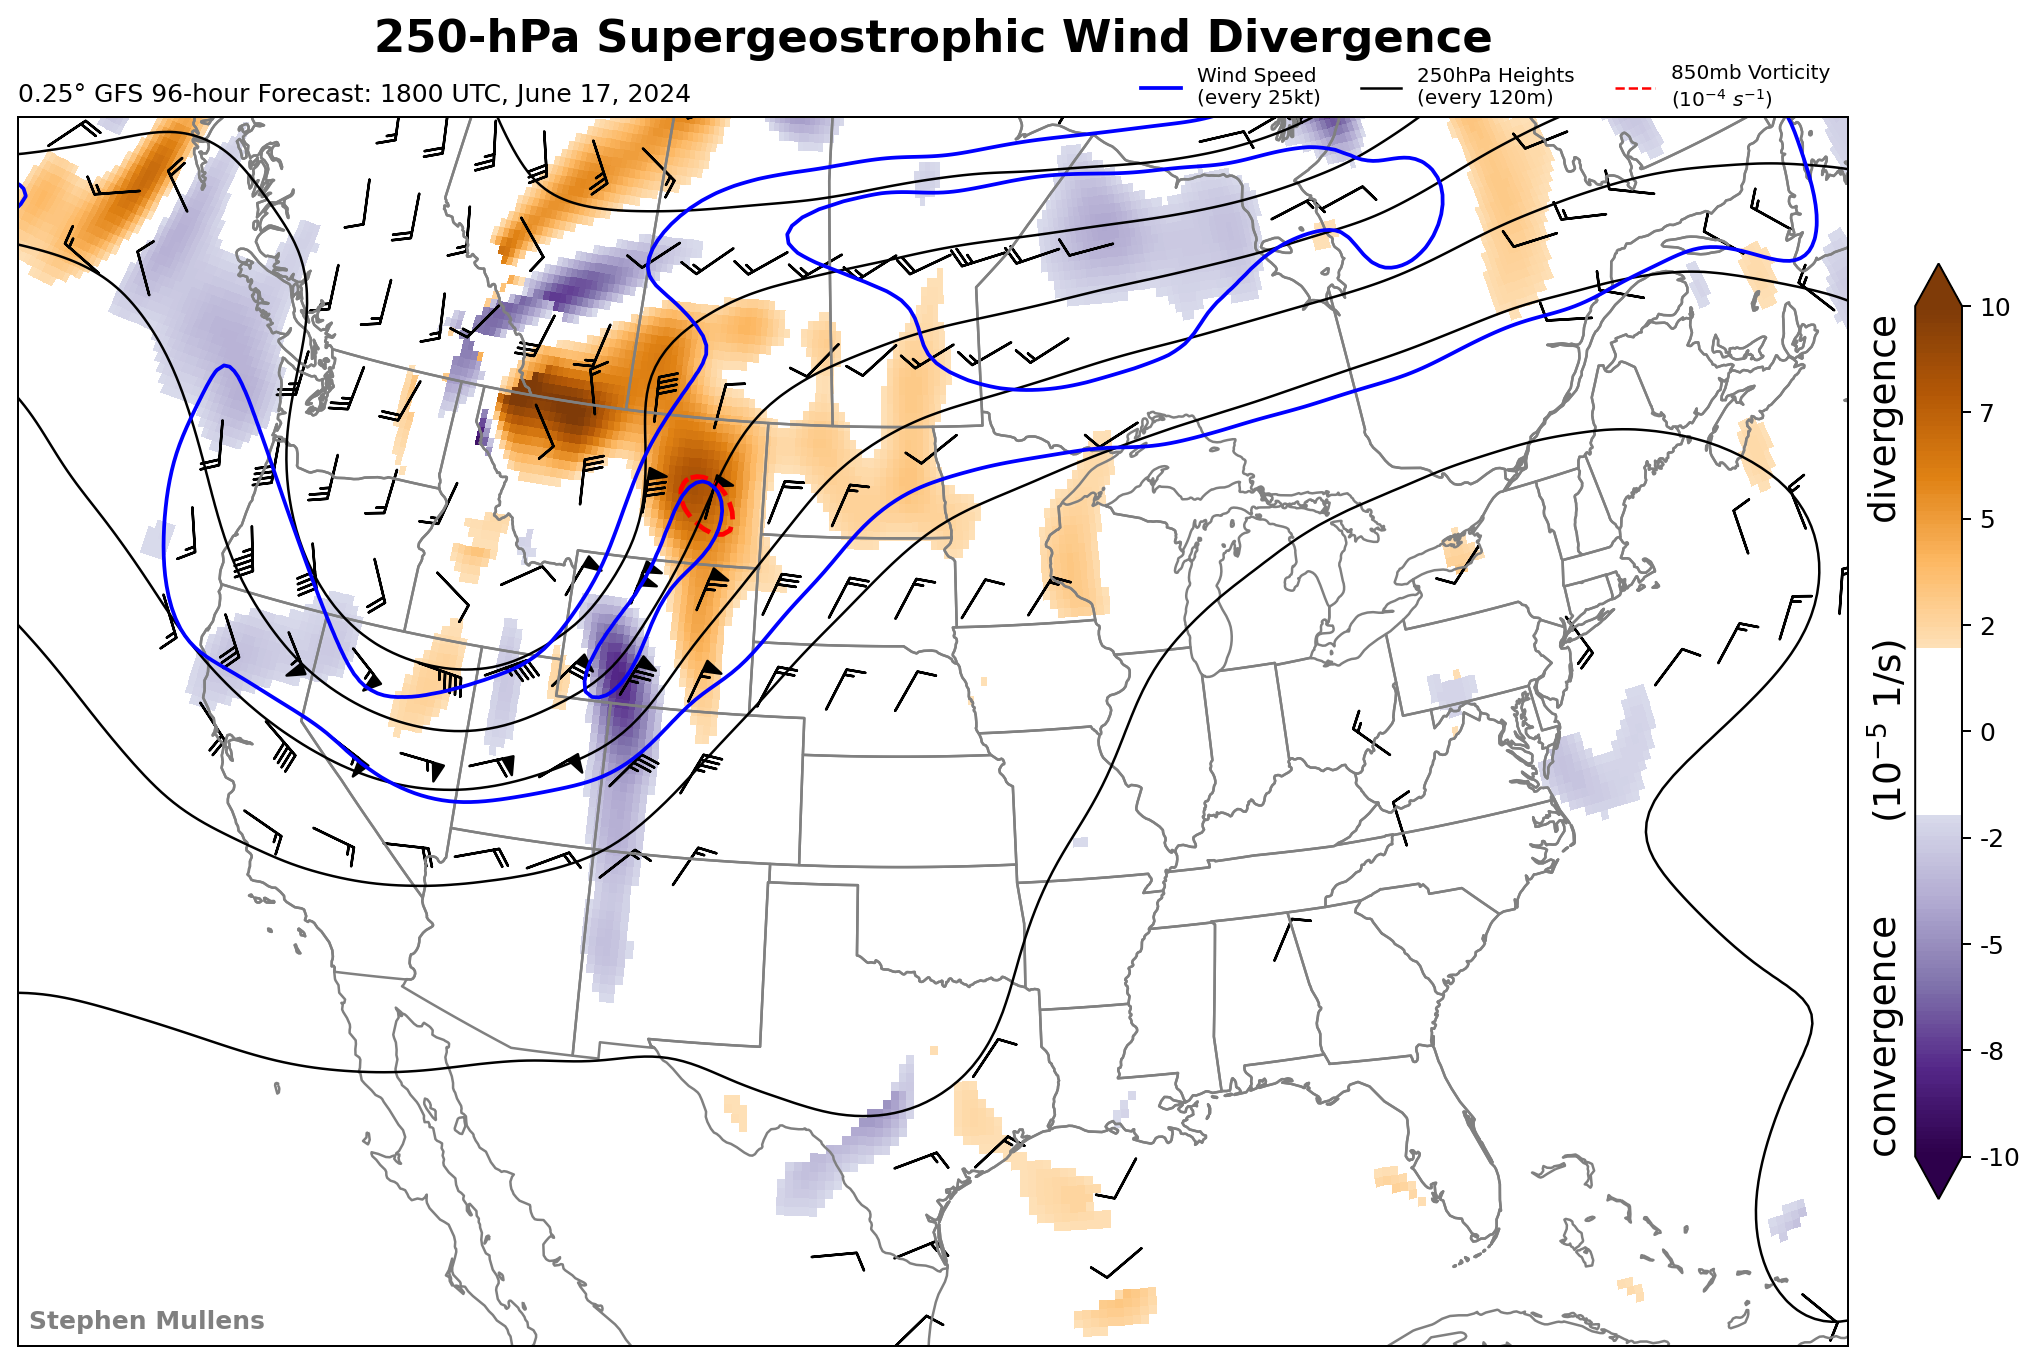 250-hPa Supergeostrophic Wind Divergence
0.25° GFS 96-hour Forecast: 1800 UTC, June 17, 2024
Wind Speed
(every 25kt)
250hPa Heights
(every 120m)
850mb Vorticity
(10⁻⁴ s⁻¹)
10
7
5
2
0
-2
-5
-8
-10
convergence (10⁻⁵ 1/s) divergence
Stephen Mullens